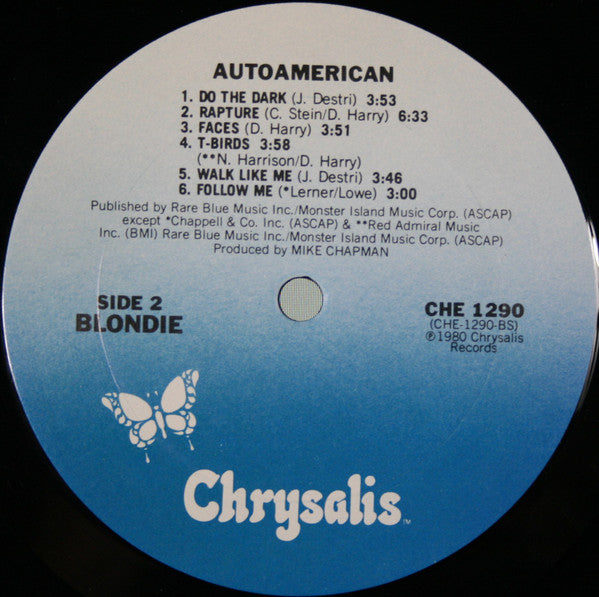 AUTOAMERICAN
1. DO THE DARK (J. Destri) 3:53
2. RAPTURE (C. Stein/D. Harry) 6:33
3. FACES (D. Harry) 3:51
4. T-BIRDS 3:58
(**N. Harrison/D. Harry)
5. WALK LIKE ME (J. Destri) 3:46
6. FOLLOW ME (*Lerner/Lowe) 3:00
Published by Rare Blue Music Inc./Monster Island Music Corp. (ASCAP)
except *Chappell & Co. Inc. (ASCAP) & **Red Admiral Music
Inc. (BMI) Rare Blue Music Inc./Monster Island Music Corp. (ASCAP)
Produced by MIKE CHAPMAN
SIDE 2
BLONDIE
CHE 1290
(CHE-1290-BS)
℗1980 Chrysalis
Records
Chrysalis™